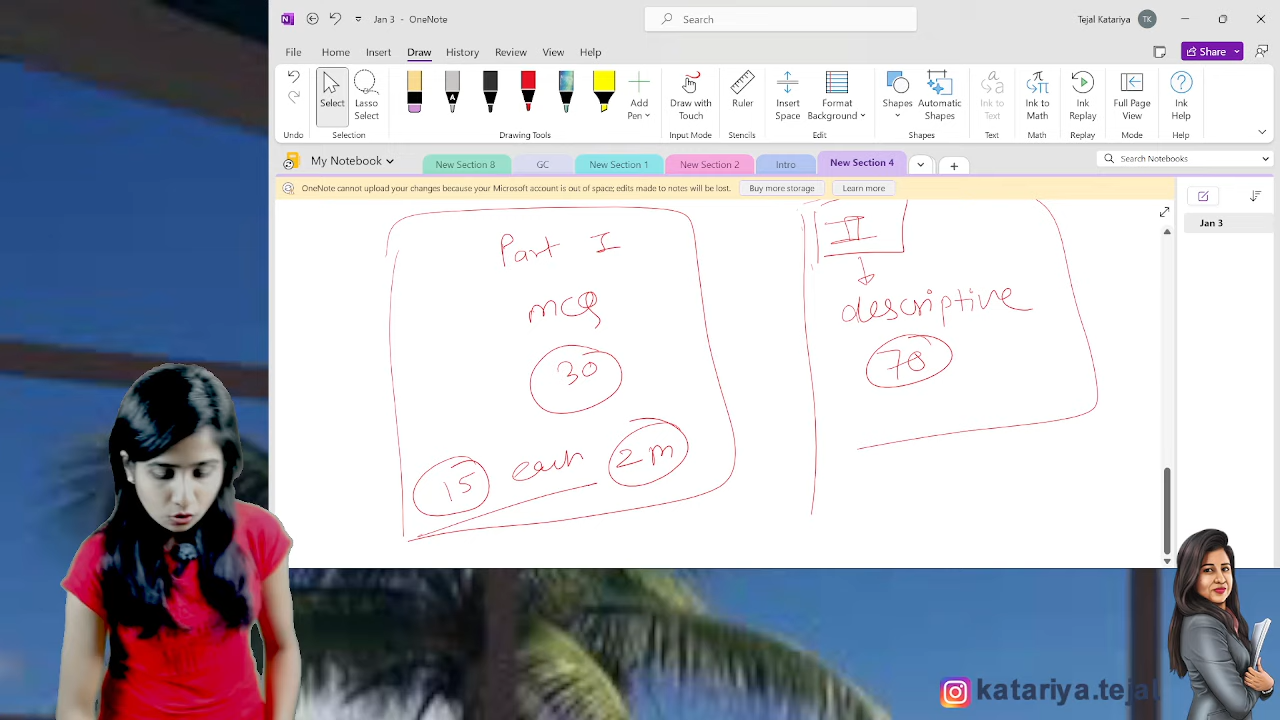 Jan 3 - OneNote
Search
Tejal Katariya
TK
File Home Insert Draw History Review View Help
Share
Undo
Select
Lasso Select
Selection
Add Pen
Drawing Tools
Draw with Touch
Input Mode
Ruler
Stencils
Insert Space
Format Background
Edit
Shapes
Automatic Shapes
Shapes
Ink to Text
Text
Ink to Math
Math
Ink Replay
Replay
Full Page View
Mode
Ink Help
Help
My Notebook
Section 8
GC
New Section 1
New Section 2
Intro
New Section 4
Search Notebooks
OneNote cannot upload your changes because your Microsoft account is out of space; edits made to notes will be lost.
Buy more storage
Learn more
Jan 3
Part I
MCQ
30
15 each 2 m
II
descriptive
70
katariya.tejal